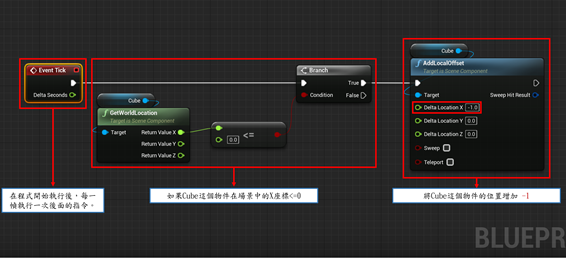 Event Tick
Delta Seconds
Cube
GetWorldLocation
Target is Scene Component
Target
Return Value X
Return Value Y
Return Value Z
0.0
<=
Branch
Condition
True
False
Cube
AddLocalOffset
Target is Scene Component
Target
Sweep Hit Result
Delta Location X -1.0
Delta Location Y 0.0
Delta Location Z 0.0
Sweep
Teleport
在程式開始執行後，每一
幀執行一次後面的指令。
如果Cube這個物件在場景中的X座標<=0
將Cube這個物件的位置增加 -1
BLUEPR